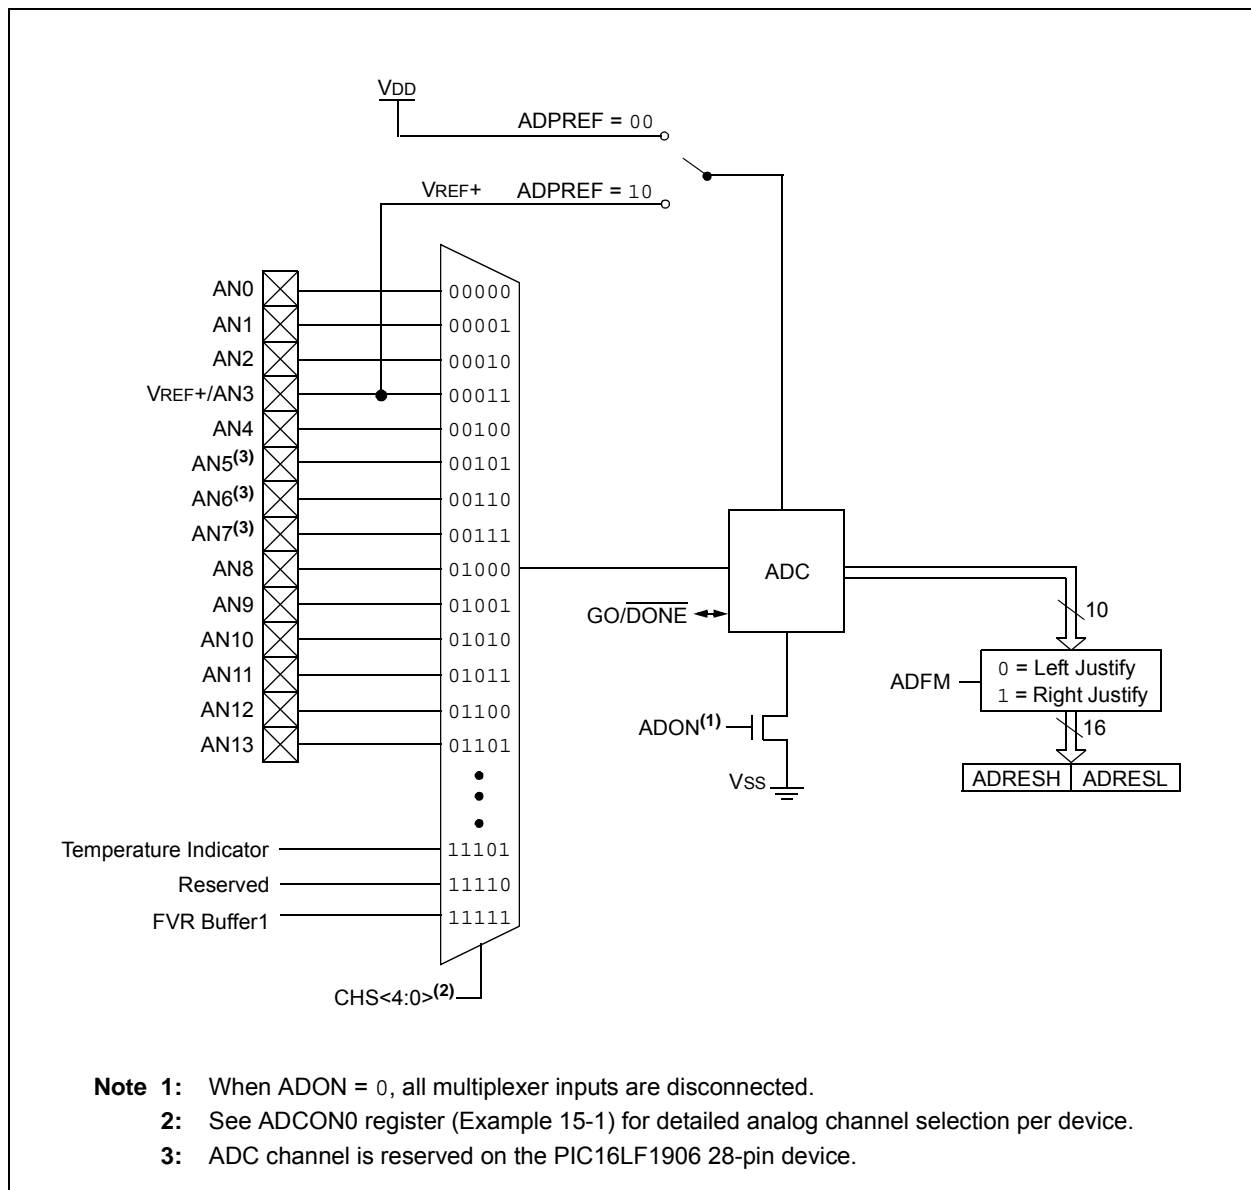 VDD
ADPREF = 00
VREF+ ADPREF = 10
AN0 00000
AN1 00001
AN2 00010
VREF+/AN3 00011
AN4 00100
AN5(3) 00101
AN6(3) 00110
AN7(3) 00111
AN8 01000
ADC
AN9 01001
GO/DONE
10
AN10 01010
AN11 01011
ADFM
0 = Left Justify
1 = Right Justify
AN12 01100
ADON(1)
16
AN13 01101
VSS
ADRESH ADRESL
Temperature Indicator 11101
Reserved 11110
FVR Buffer1 11111
CHS<4:0>(2)
Note 1: When ADON = 0, all multiplexer inputs are disconnected.
2: See ADCON0 register (Example 15-1) for detailed analog channel selection per device.
3: ADC channel is reserved on the PIC16LF1906 28-pin device.